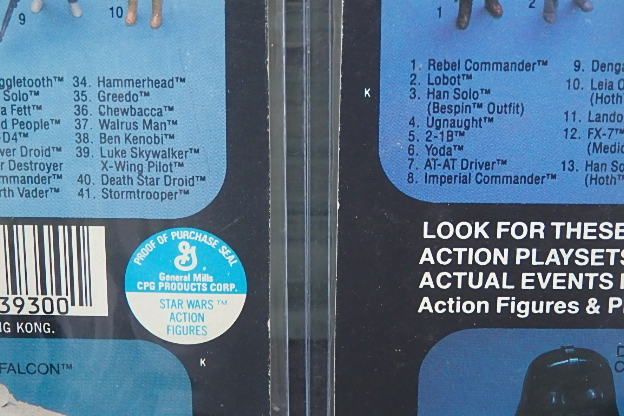 9
10
ggletooth™ 34. Hammerhead™
Solo™ 35. Greedo™
a Fett™ 36. Chewbacca™
d People™ 37. Walrus Man™
-D4™ 38. Ben Kenobi™
ver Droid™ 39. Luke Skywalker™
r Destroyer X-Wing Pilot™
mmander™ 40. Death Star Droid™
rth Vader™ 41. Stormtrooper™
39300
NG KONG.
PROOF OF PURCHASE SEAL
G
General Mills
CPG PRODUCTS CORP.
STAR WARS™
ACTION
FIGURES
K
FALCON™
1
2
K
1. Rebel Commander™
2. Lobot™
3. Han Solo™
(Bespin™ Outfit)
4. Ugnaught™
5. 2-1B™
6. Yoda™
7. AT-AT Driver™
8. Imperial Commander™
9. Denga
10. Leia O
(Hoth™
11. Lando
12. FX-7™
(Medic
13. Han So
(Hoth™
LOOK FOR THESE
ACTION PLAYSETS
ACTUAL EVENTS
Action Figures & P
K
D
C